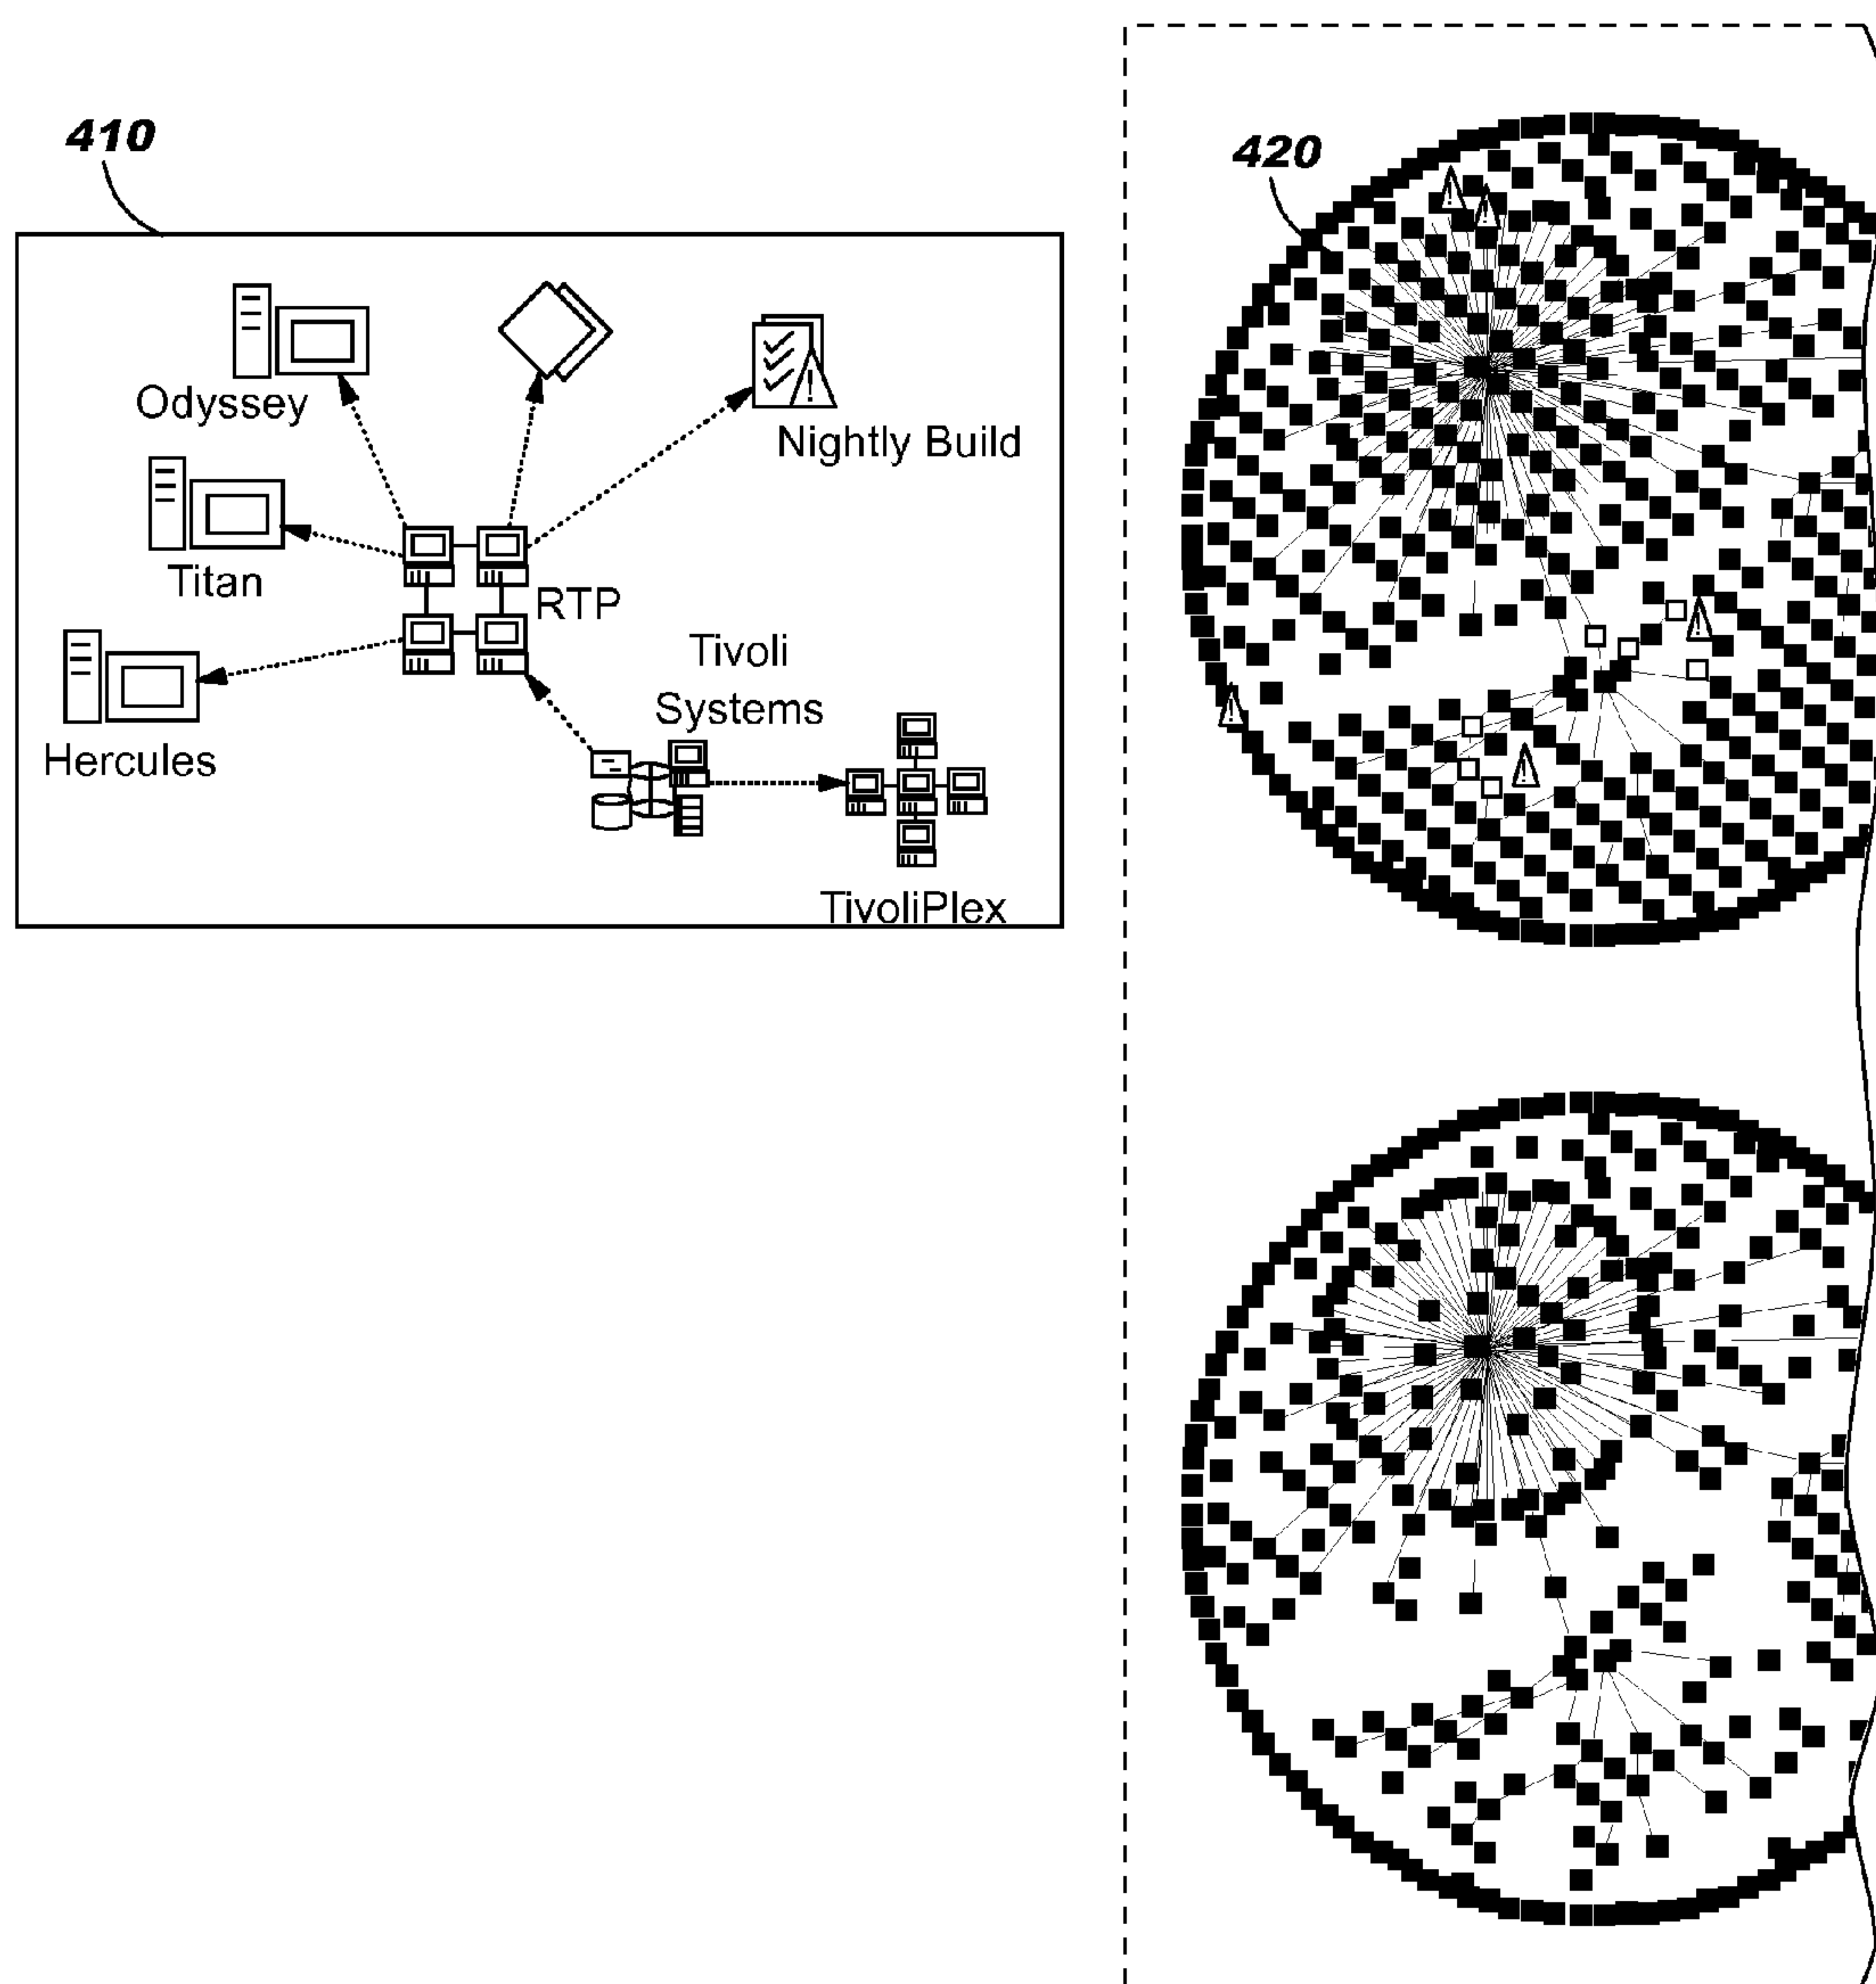 410
420
Odyssey
Nightly Build
Titan
RTP
Tivoli
Systems
Hercules
TivoliPlex